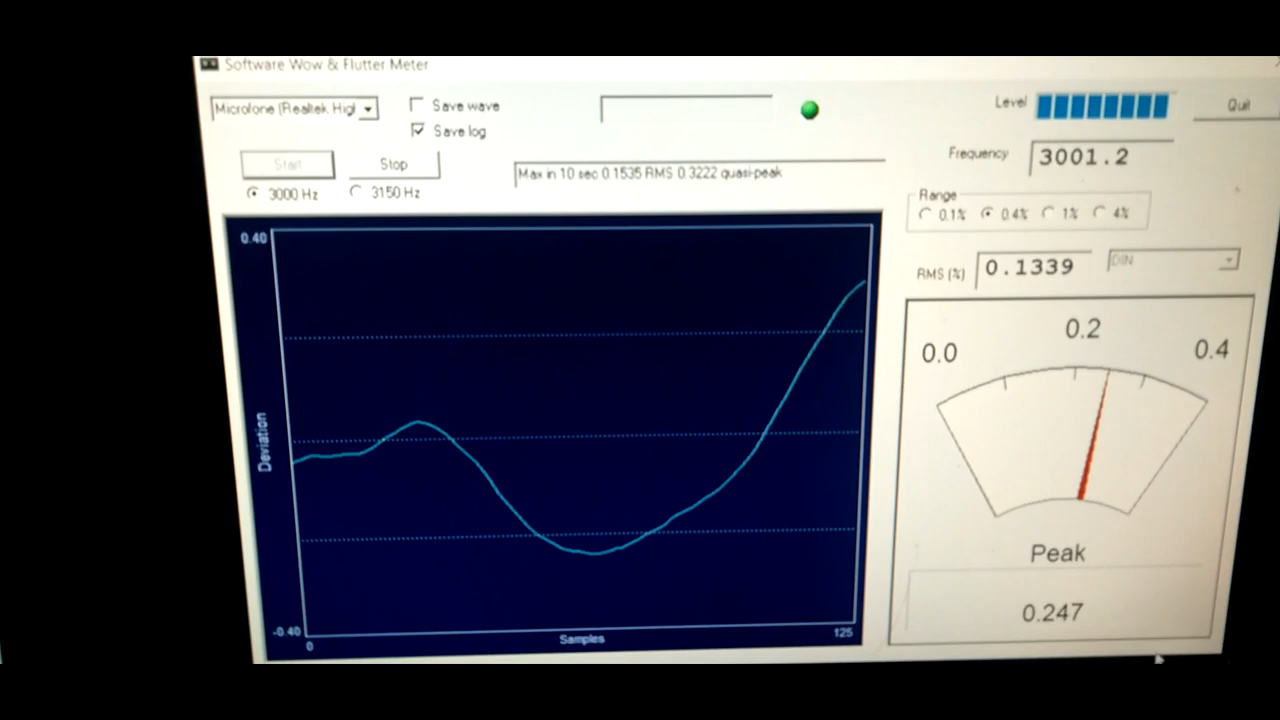 Software Wow & Flutter Meter
Microfone (Realtek Higl
Save wave
Save log
Level
Quit
Start
Stop
Frequency
3001.2
Max in 10 sec 0.1535 RMS 0.3222 quasi-peak
3000 Hz
3150 Hz
Range
0.1%
0.4%
1%
4%
RMS (%)
0.1339
DIN
0.40
Deviation
-0.40
0
Samples
125
0.0
0.2
0.4
Peak
0.247